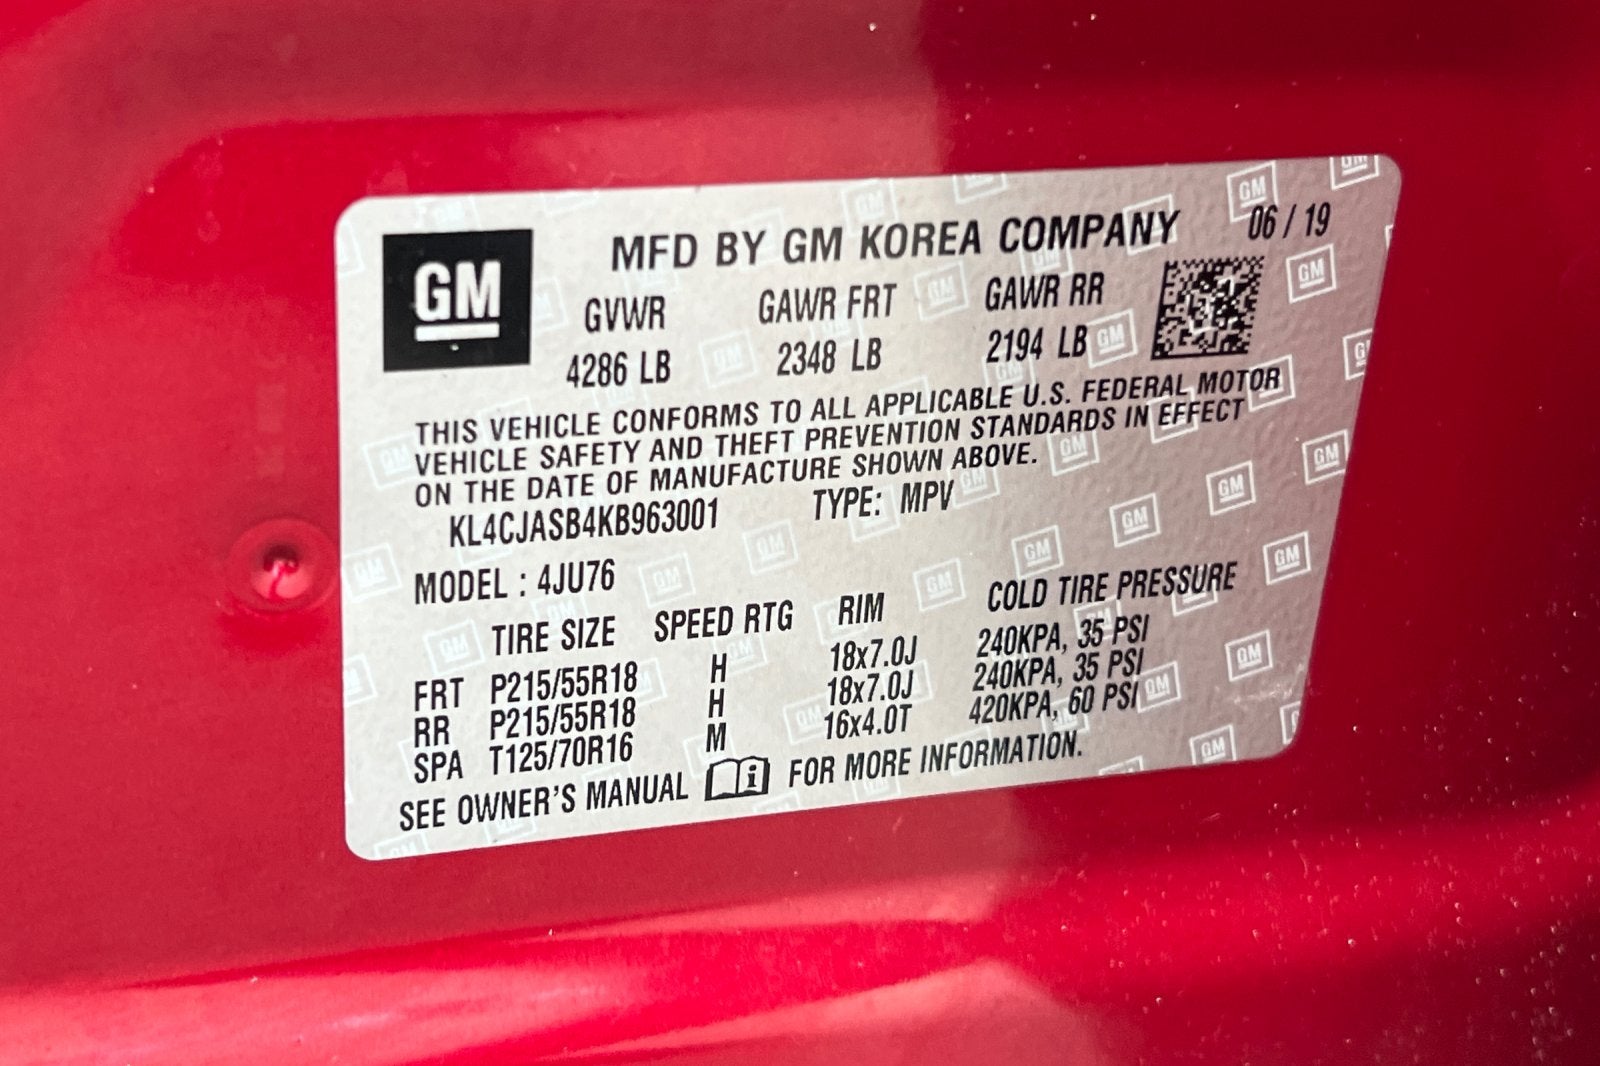 GM
MFD BY GM KOREA COMPANY 06 / 19
GVWR GAWR FRT GAWR RR
4286 LB 2348 LB 2194 LB
THIS VEHICLE CONFORMS TO ALL APPLICABLE U.S. FEDERAL MOTOR
VEHICLE SAFETY AND THEFT PREVENTION STANDARDS IN EFFECT
ON THE DATE OF MANUFACTURE SHOWN ABOVE.
KL4CJASB4KB963001 TYPE: MPV
MODEL : 4JU76
TIRE SIZE SPEED RTG RIM COLD TIRE PRESSURE
FRT P215/55R18 H 18x7.0J 240KPA, 35 PSI
RR P215/55R18 H 18x7.0J 240KPA, 35 PSI
SPA T125/70R16 M 16x4.0T 420KPA, 60 PSI
SEE OWNER'S MANUAL FOR MORE INFORMATION.